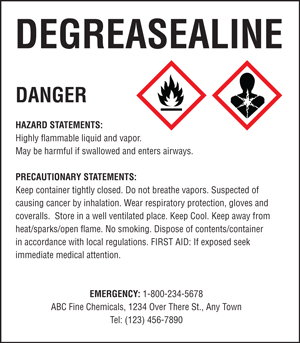 DEGREASEALINE
DANGER
HAZARD STATEMENTS:
Highly flammable liquid and vapor.
May be harmful if swallowed and enters airways.
PRECAUTIONARY STATEMENTS:
Keep container tightly closed. Do not breathe vapors. Suspected of
causing cancer by inhalation. Wear respiratory protection, gloves and
coveralls. Store in a well ventilated place. Keep Cool. Keep away from
heat/sparks/open flame. No smoking. Dispose of contents/container
in accordance with local regulations. FIRST AID: If exposed seek
immediate medical attention.
EMERGENCY: 1-800-234-5678
ABC Fine Chemicals, 1234 Over There St., Any Town
Tel: (123) 456-7890